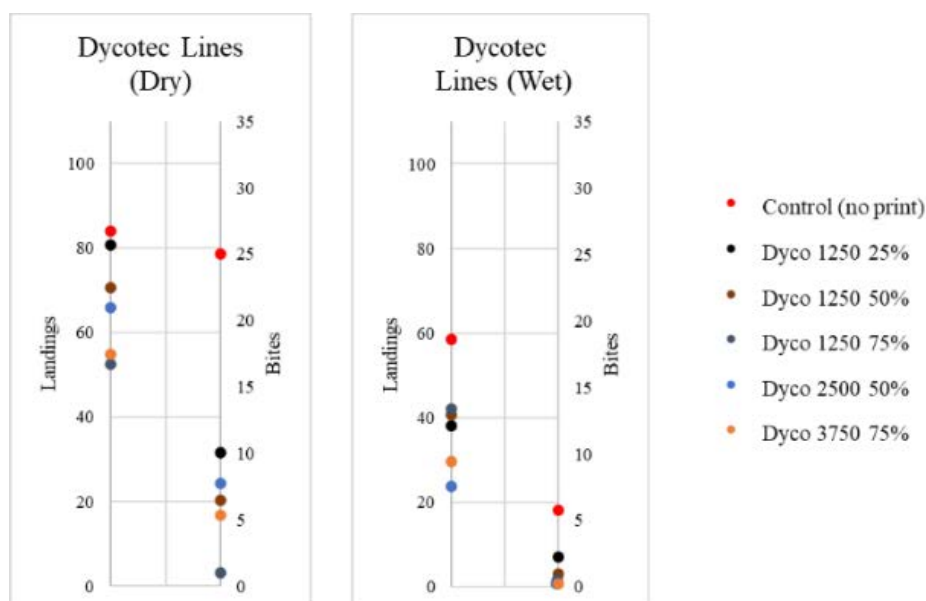 Dycotec Lines
(Dry)
35
100
30
80
25
60
20
Landings
Bites
15
40
10
20
5
0
0
Dycotec
Lines (Wet)
35
100
30
80
25
60
20
Landings
Bites
15
40
10
20
5
0
0
Control (no print)
Dyco 1250 25%
Dyco 1250 50%
Dyco 1250 75%
Dyco 2500 50%
Dyco 3750 75%